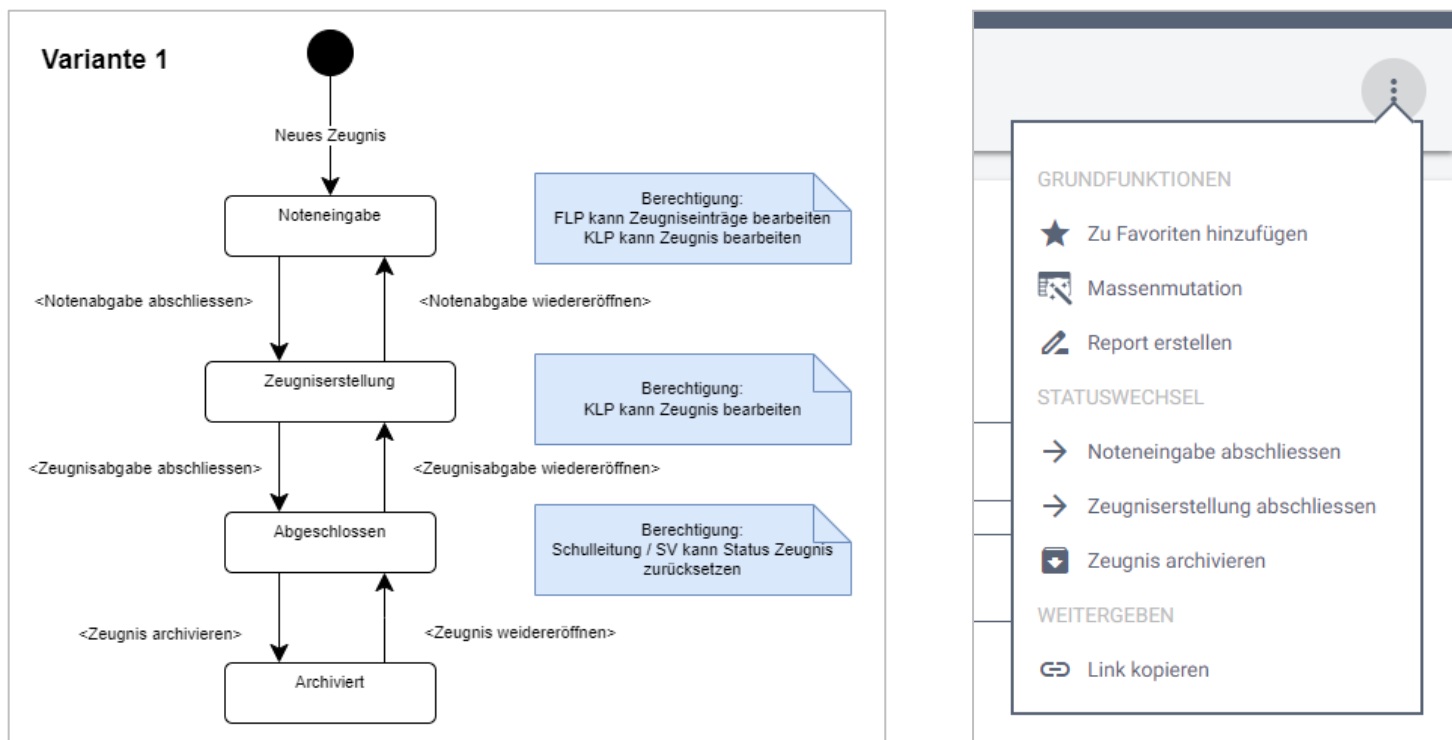 Variante 1
Neues Zeugnis
Noteneingabe
Berechtigung:
FLP kann Zeugniseinträge bearbeiten
KLP kann Zeugnis bearbeiten
<Notenabgabe abschliessen>
<Notenabgabe wiedereröffnen>
Zeugniserstellung
Berechtigung:
KLP kann Zeugnis bearbeiten
<Zeugnisabgabe abschliessen>
<Zeugnisabgabe wiedereröffnen>
Abgeschlossen
Berechtigung:
Schulleitung / SV kann Status Zeugnis
zurücksetzen
<Zeugnis archivieren>
<Zeugnis weidereröffnen>
Archiviert
GRUNDFUNKTIONEN
Zu Favoriten hinzufügen
Massenmutation
Report erstellen
STATUSWECHSEL
Noteneingabe abschliessen
Zeugniserstellung abschliessen
Zeugnis archivieren
WEITERGEBEN
Link kopieren